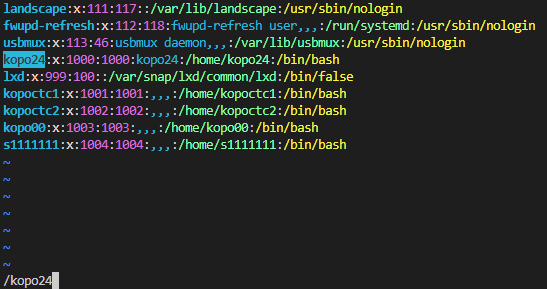 landscape:x:111:117::/var/lib/landscape:/usr/sbin/nologin
fwupd-refresh:x:112:118:fwupd-refresh user,,,:/run/systemd:/usr/sbin/nologin
usbmux:x:113:46:usbmux daemon,,,:/var/lib/usbmux:/usr/sbin/nologin
kopo24:x:1000:1000:kopo24:/home/kopo24:/bin/bash
lxd:x:999:100::/var/snap/lxd/common/lxd:/bin/false
kopoctc1:x:1001:1001:,,,:/home/kopoctc1:/bin/bash
kopoctc2:x:1002:1002:,,,:/home/kopoctc2:/bin/bash
kopo00:x:1003:1003:,,,:/home/kopo00:/bin/bash
s1111111:x:1004:1004:,,,:/home/s1111111:/bin/bash
~
~
~
~
~
~
~
/kopo24